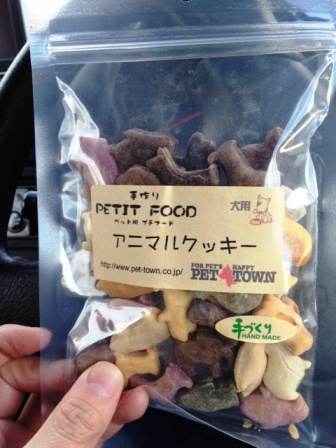 手作り
PETIT FOOD
ペット用 プチフード
犬用
アニマルクッキー
http://www.pet-town.co.jp/
FOR PET'S HAPPY
PET4TOWN
手づくり
HAND MADE